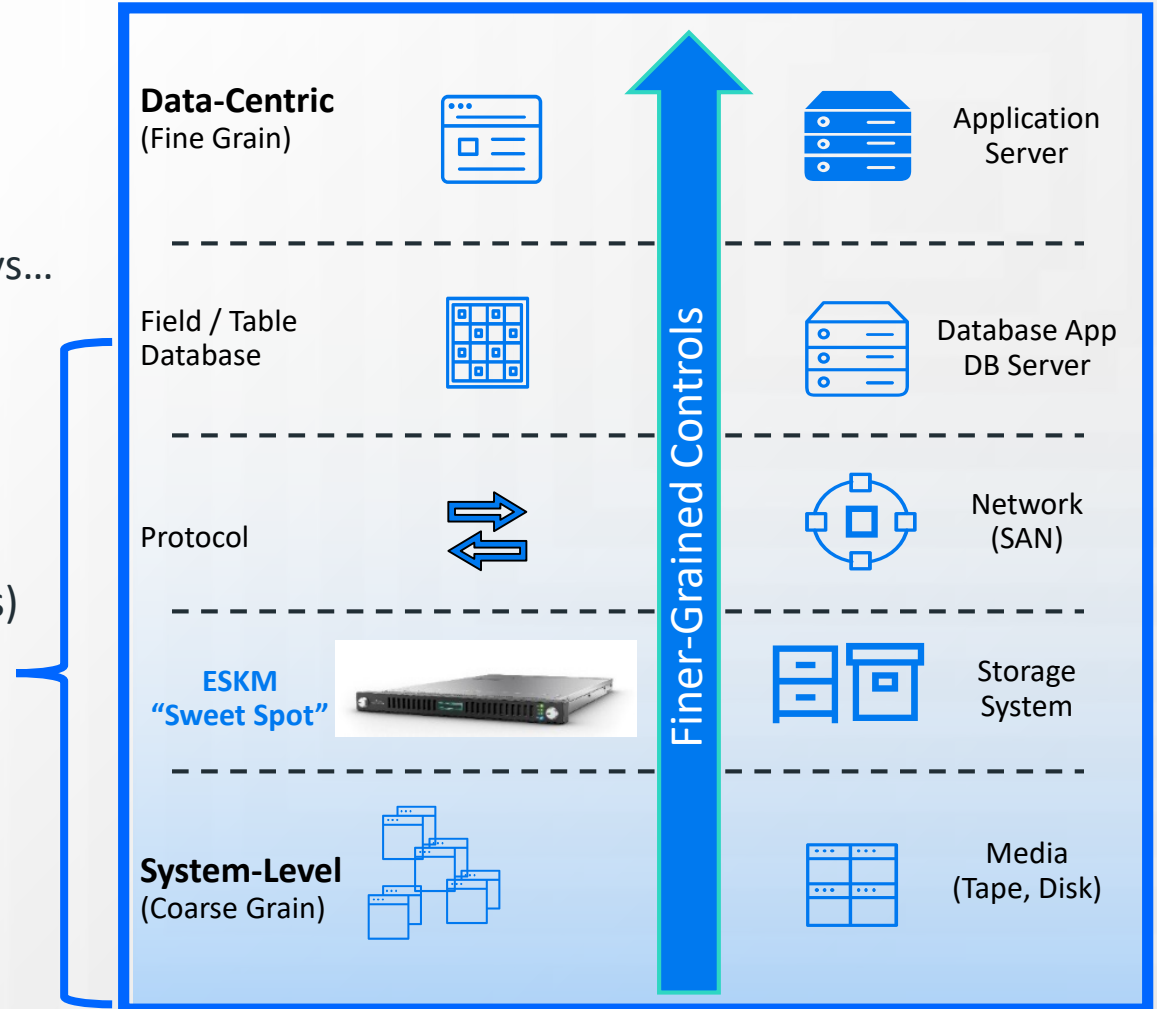 Data-Centric
(Fine Grain)
Application
Server
Field / Table
Database
Database App
DB Server
Protocol
Network
(SAN)
ESKM
“Sweet Spot”
Storage
System
System-Level
(Coarse Grain)
Media
(Tape, Disk)
Finer-Grained Controls